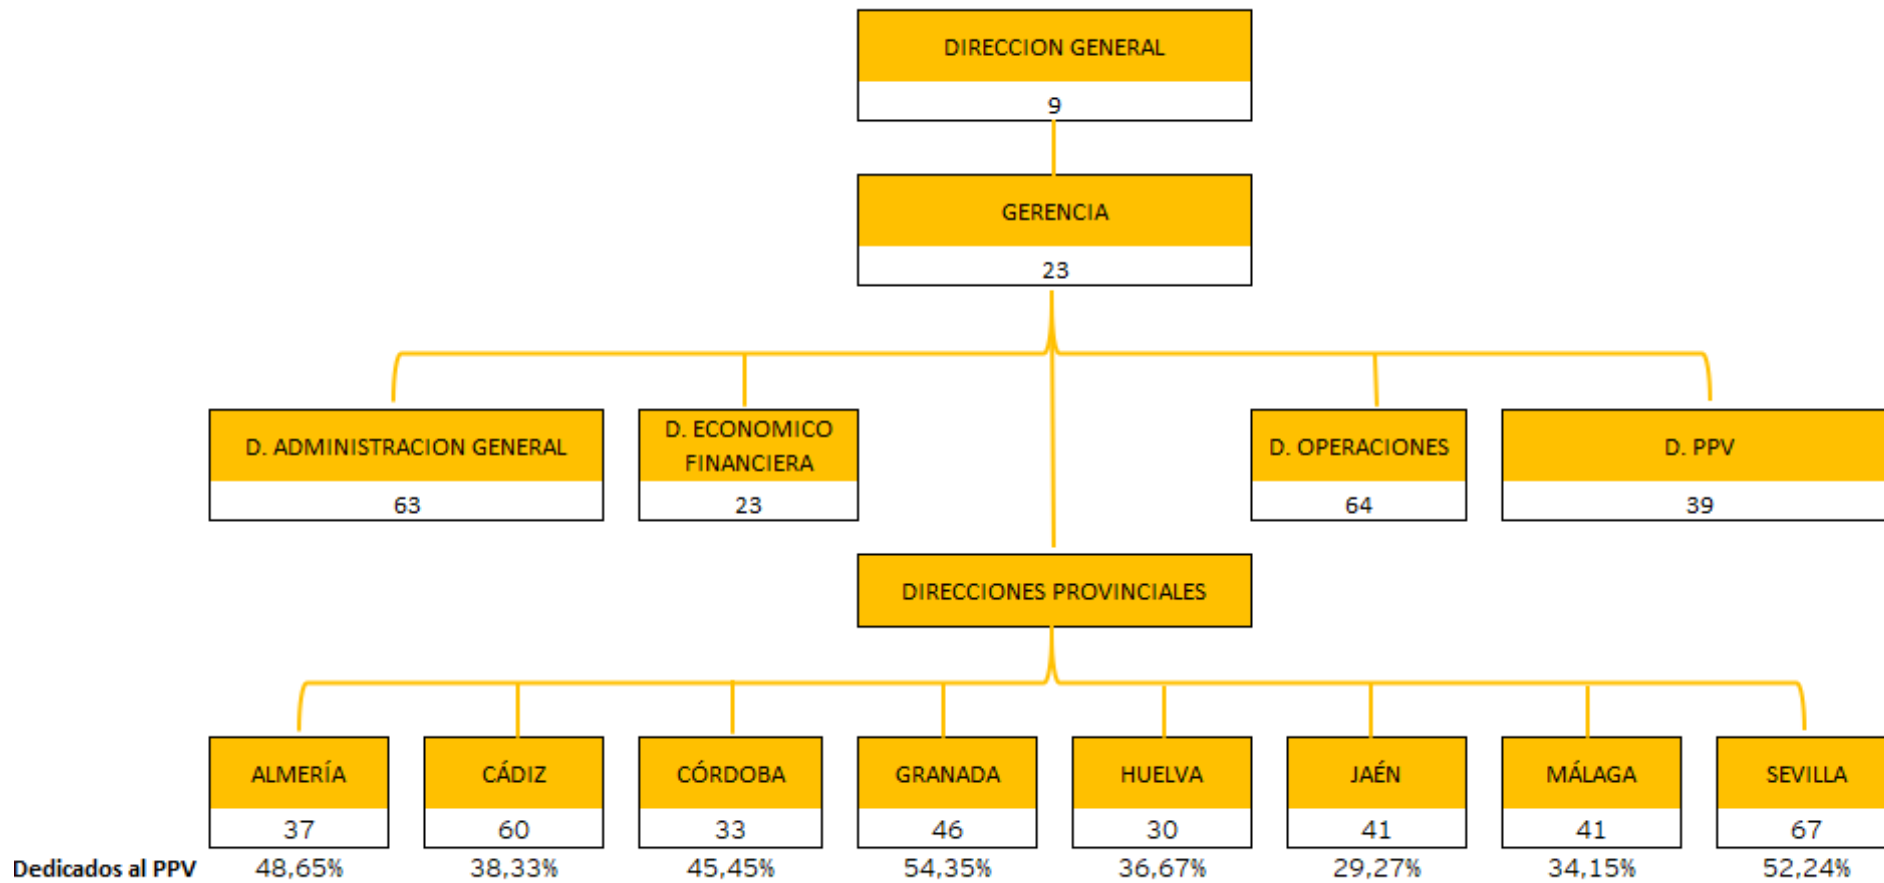 DIRECCION GENERAL
9
GERENCIA
23
D. ADMINISTRACION GENERAL
63
D. ECONOMICO
FINANCIERA
23
D. OPERACIONES
64
D. PPV
39
DIRECCIONES PROVINCIALES
ALMERÍA CÁDIZ CÓRDOBA GRANADA HUELVA JAÉN MÁLAGA SEVILLA
37 60 33 46 30 41 41 67
Dedicados al PPV 48,65% 38,33% 45,45% 54,35% 36,67% 29,27% 34,15% 52,24%